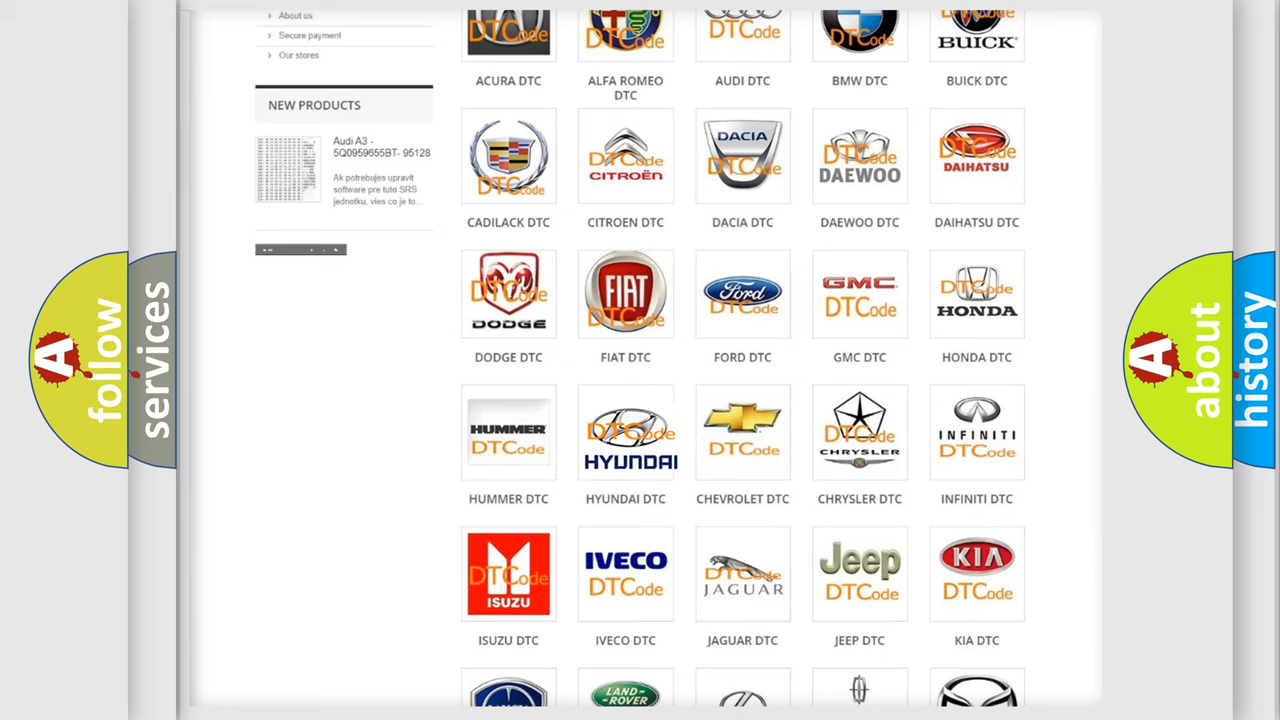 About us
Secure payment
Our stores
NEW PRODUCTS
Audi A3 -
5Q0959655BT- 95128
Ak potrebujes upravit
software pre tuto SRS
jednotku, vies co je to...
DTCode
DTCode
DTCode
DTCode
BUICK
ACURA DTC
ALFA ROMEO
DTC
AUDI DTC
BMW DTC
BUICK DTC
DTCode
DTCode
CITROËN
DACIA
DTCode
DTCode
DAEWOO
DTCode
DAIHATSU
CADILACK DTC
CITROEN DTC
DACIA DTC
DAEWOO DTC
DAIHATSU DTC
DTCode
DODGE
FIAT
DTCode
Ford
DTCode
GMC
DTCode
DTCode
HONDA
DODGE DTC
FIAT DTC
FORD DTC
GMC DTC
HONDA DTC
HUMMER
DTCode
DTCode
HYUNDAI
DTCode
DTCode
CHRYSLER
INFINITI
DTCode
HUMMER DTC
HYUNDAI DTC
CHEVROLET DTC
CHRYSLER DTC
INFINITI DTC
DTCode
ISUZU
IVECO
DTCode
DTCode
JAGUAR
Jeep
DTCode
KIA
DTCode
ISUZU DTC
IVECO DTC
JAGUAR DTC
JEEP DTC
KIA DTC
LAND-
ROVER
A
follow
services
A
about
history